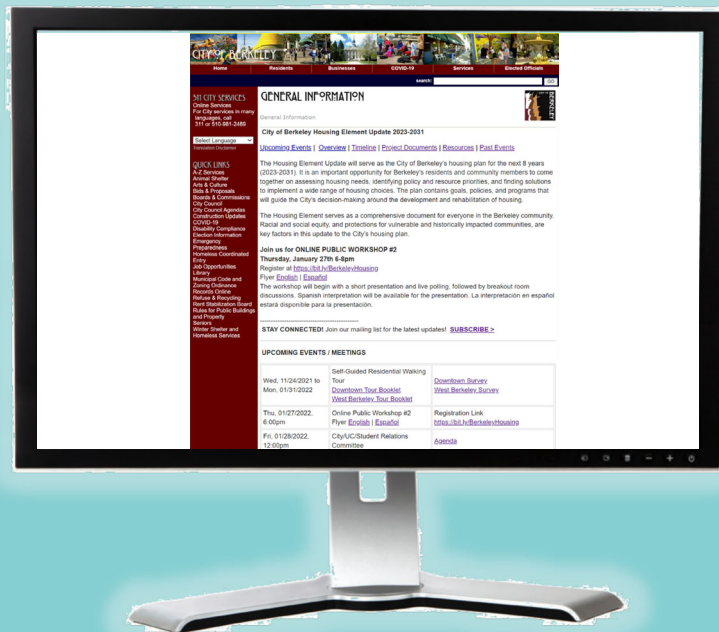 CITY OF BERKELEY
Home Residents Businesses COVID-19 Services Elected Officials
search: GO
311 CITY SERVICES
Online Services
For City services in many
languages, call
311 or 510-981-2489
Select Language
Translation Disclaimer
QUICK LINKS
A-Z Services
Animal Shelter
Arts & Culture
Bids & Proposals
Boards & Commissions
City Council
City Council Agendas
Construction Updates
COVID-19
Disability Compliance
Election Information
Emergency
Preparedness
Homeless Coordinated
Entry
Job Opportunities
Library
Municipal Code and
Zoning Ordinance
Records Online
Refuse & Recycling
Rent Stabilization Board
Rules for Public Buildings
and Property
Seniors
Winter Shelter and
Homeless Services
GENERAL INFORMATION
BERKELEY
General Information
City of Berkeley Housing Element Update 2023-2031
Upcoming Events | Overview | Timeline | Project Documents | Resources | Past Events
The Housing Element Update will serve as the City of Berkeley's housing plan for the next 8 years
(2023-2031). It is an important opportunity for Berkeley's residents and community members to come
together on assessing housing needs, identifying policy and resource priorities, and finding solutions
to implement a wide range of housing choices. The plan contains goals, policies, and programs that
will guide the City's decision-making around the development and rehabilitation of housing.
The Housing Element serves as a comprehensive document for everyone in the Berkeley community.
Racial and social equity, and protections for vulnerable and historically impacted communities, are
key factors in this update to the City's housing plan.
Join us for ONLINE PUBLIC WORKSHOP #2
Thursday, January 27th 6-8pm
Register at https://bit.ly/BerkeleyHousing
Flyer English | Español
The workshop will begin with a short presentation and live polling, followed by breakout room
discussions. Spanish interpretation will be available for the presentation. La interpretación en español
estará disponible para la presentación.
----------------------------------------
STAY CONNECTED! Join our mailing list for the latest updates! SUBSCRIBE >
UPCOMING EVENTS / MEETINGS
Wed, 11/24/2021 to
Mon, 01/31/2022
Self-Guided Residential Walking
Tour
Downtown Tour Booklet
West Berkeley Tour Booklet
Downtown Survey
West Berkeley Survey
Thu, 01/27/2022,
6:00pm
Online Public Workshop #2
Flyer English | Español
Registration Link
https://bit.ly/BerkeleyHousing
Fri, 01/28/2022,
12:00pm
City/UC/Student Relations
Committee
Agenda